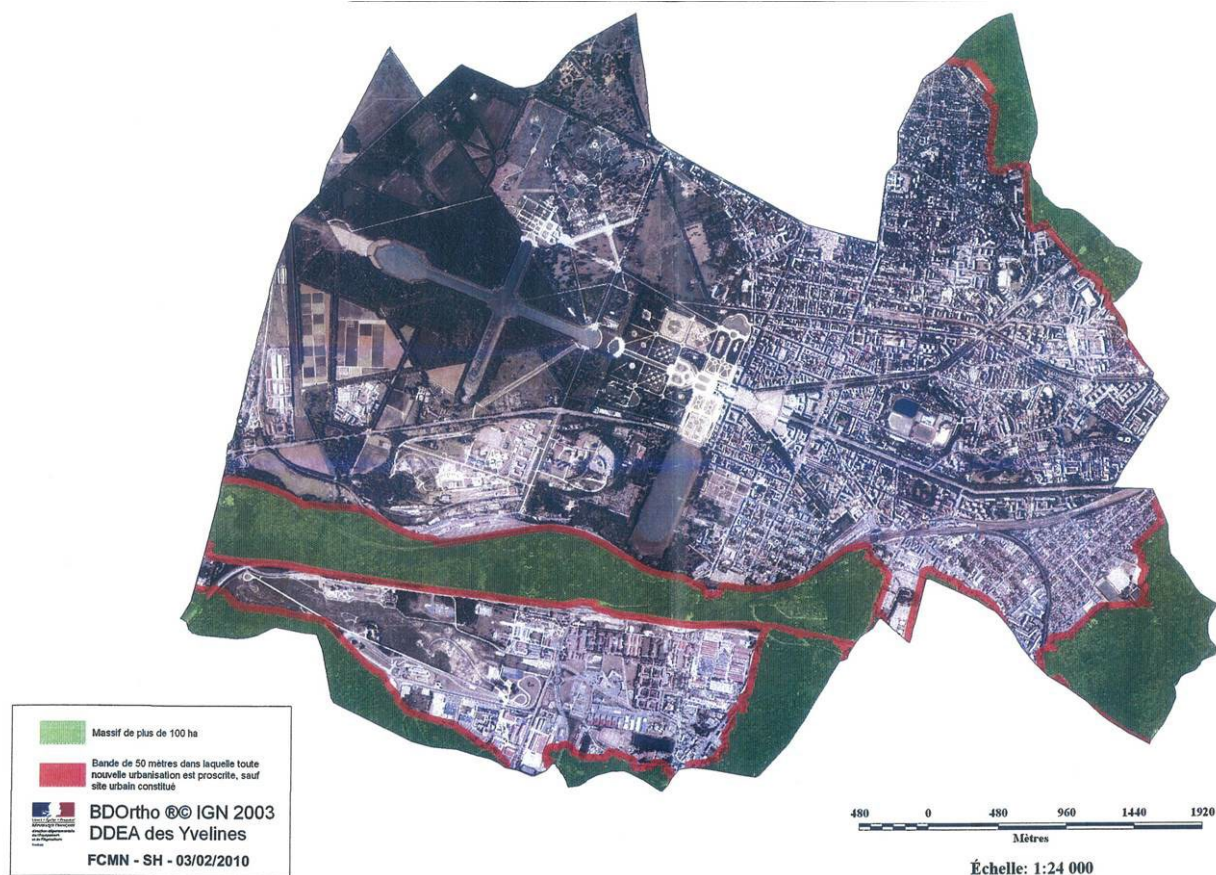 Massif de plus de 100 ha
Bande de 50 mètres dans laquelle toute
nouvelle urbanisation est proscrite, sauf
site urbain constitué
BDOrtho ®© IGN 2003
DDEA des Yvelines
FCMN - SH - 03/02/2010
480 0 480 960 1440 1920
Mètres
Échelle: 1:24 000